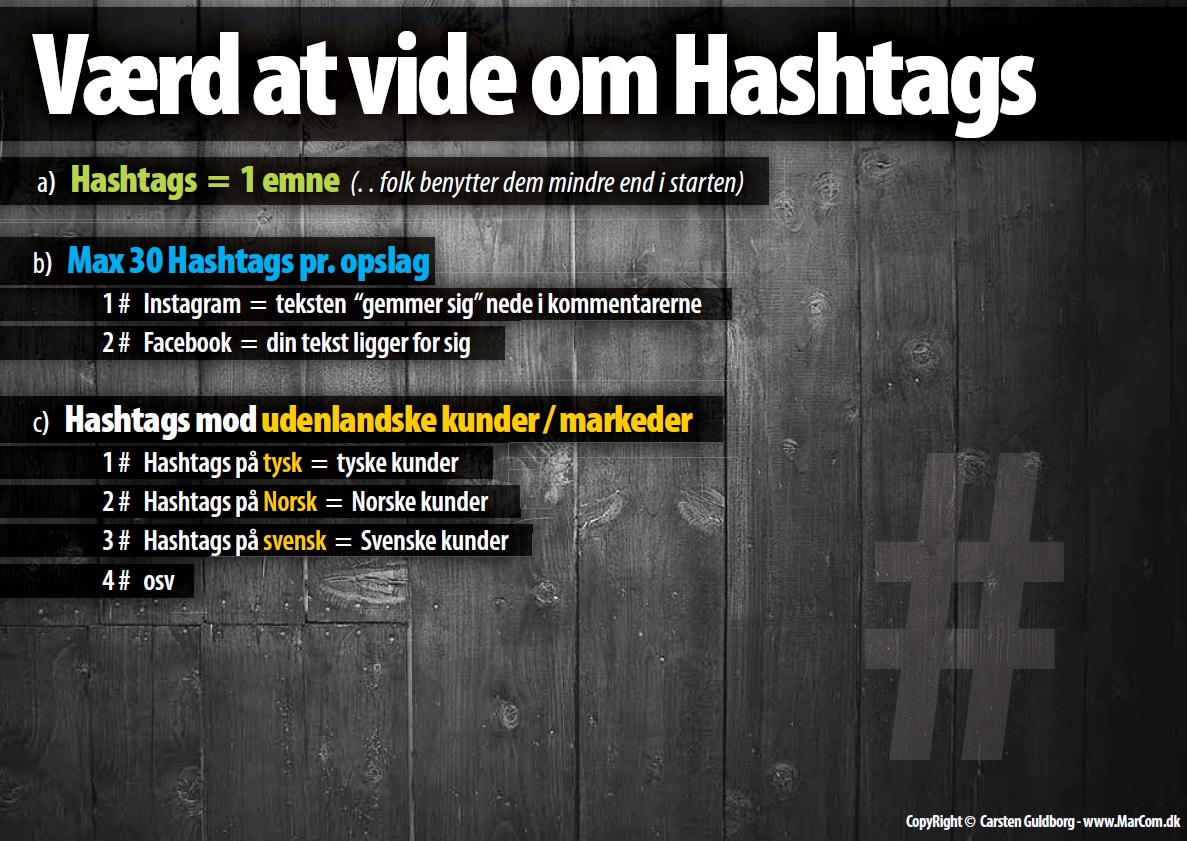 Værd at vide om Hashtags
a) Hashtags = 1 emne (. . folk benytter dem mindre end i starten)
b) Max 30 Hashtags pr. opslag
1 # Instagram = teksten “gemmer sig” nede i kommentarerne
2 # Facebook = din tekst ligger for sig
c) Hashtags mod udenlandske kunder / markeder
1 # Hashtags på tysk = tyske kunder
2 # Hashtags på Norsk = Norske kunder
3 # Hashtags på svensk = Svenske kunder
4 # osv
#
CopyRight © Carsten Guldborg - www.MarCom.dk